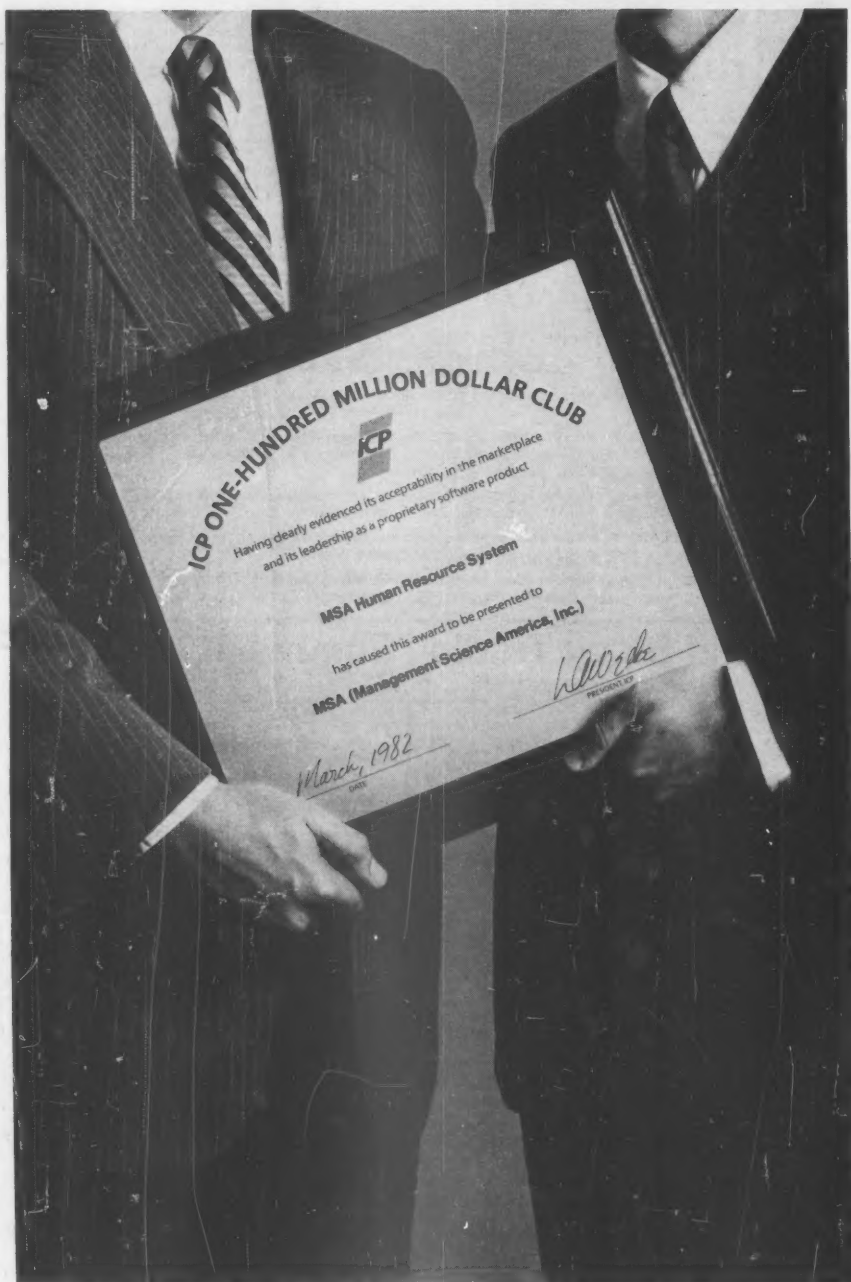 ICP ONE-HUNDRED MILLION DOLLAR CLUB
ICP
Having clearly evidenced its acceptability in the marketplace
and its leadership as a proprietary software product
MSA Human Resource System
has caused this award to be presented to
MSA (Management Science America, Inc.)
March, 1982
DATE
PRESIDENT, ICP